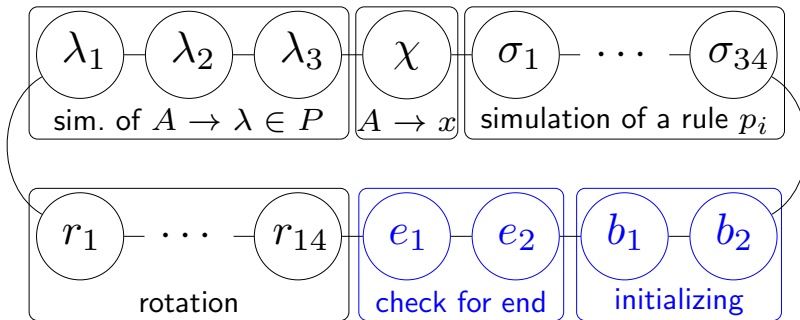 λ₁ λ₂ λ₃ χ σ₁ ··· σ₃₄
sim. of A → λ ∈ P A → x simulation of a rule pᵢ
r₁ ··· r₁₄ e₁ e₂ b₁ b₂
rotation check for end initializing